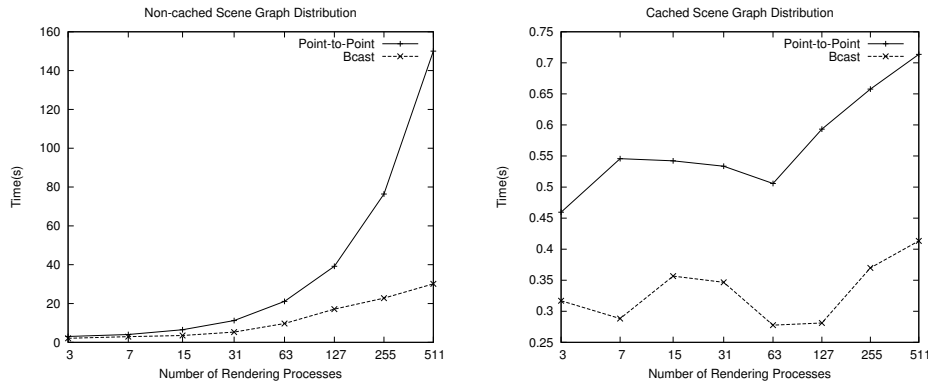 Non-cached Scene Graph Distribution
160
140
120
100
80
60
40
20
0
Time(s)
Point-to-Point
Bcast
3 7 15 31 63 127 255 511
Number of Rendering Processes
Cached Scene Graph Distribution
0.75
0.7
0.65
0.6
0.55
0.5
0.45
0.4
0.35
0.3
0.25
Time(s)
Point-to-Point
Bcast
3 7 15 31 63 127 255 511
Number of Rendering Processes